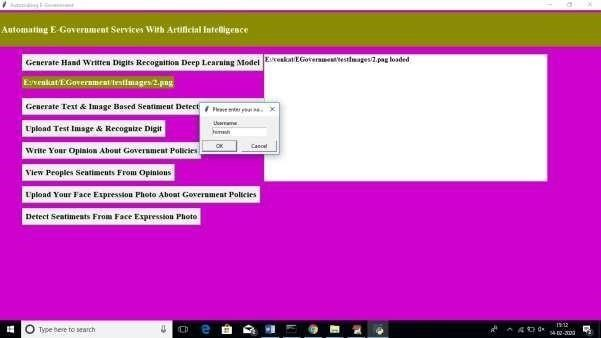 Automating E-Government
Automating E-Government Services With Artificial Intelligence
Generate Hand Written Digits Recognition Deep Learning Model
E:/venkat/EGovernment/testImages/2.png loaded
E:/venkat/EGovernment/testImages/2.png
Generate Text & Image Based Sentiment Detect
Please enter your na...
Username
himesh
OK
Cancel
Upload Test Image & Recognize Digit
Write Your Opinion About Government Policies
View Peoples Sentiments From Opinions
Upload Your Face Expression Photo About Government Policies
Detect Sentiments From Face Expression Photo
Type here to search
15:12
14-02-2020